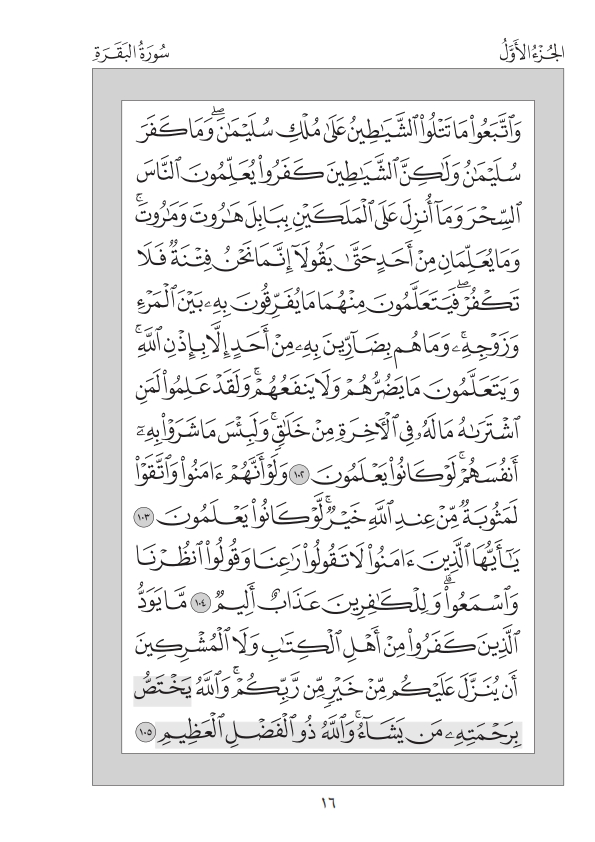 الجُزْءُ الأَوَّلُ
سُورَةُ البَقَرَةِ
وَٱتَّبَعُوا۟ مَا تَتْلُوا۟ ٱلشَّيَـٰطِينُ عَلَىٰ مُلْكِ سُلَيْمَـٰنَۖ وَمَا كَفَرَ
سُلَيْمَـٰنُ وَلَـٰكِنَّ ٱلشَّيَـٰطِينَ كَفَرُوا۟ يُعَلِّمُونَ ٱلنَّاسَ
ٱلسِّحْرَ وَمَآ أُنزِلَ عَلَى ٱلْمَلَكَيْنِ بِبَابِلَ هَـٰرُوتَ وَمَـٰرُوتَۚ
وَمَا يُعَلِّمَانِ مِنْ أَحَدٍ حَتَّىٰ يَقُولَآ إِنَّمَا نَحْنُ فِتْنَةٌ فَلَا
تَكْفُرْۖ فَيَتَعَلَّمُونَ مِنْهُمَا مَا يُفَرِّقُونَ بِهِۦ بَيْنَ ٱلْمَرْءِ
وَزَوْجِهِۦۚ وَمَا هُم بِضَآرِّينَ بِهِۦ مِنْ أَحَدٍ إِلَّا بِإِذْنِ ٱللَّهِۚ
وَيَتَعَلَّمُونَ مَا يَضُرُّهُمْ وَلَا يَنفَعُهُمْۚ وَلَقَدْ عَلِمُوا۟ لَمَنِ
ٱشْتَرَىٰهُ مَا لَهُۥ فِى ٱلْـَٔاخِرَةِ مِنْ خَلَـٰقٍۚ وَلَبِئْسَ مَا شَرَوْا۟ بِهِۦٓ
أَنفُسَهُمْۚ لَوْ كَانُوا۟ يَعْلَمُونَ ١٠٢ وَلَوْ أَنَّهُمْ ءَامَنُوا۟ وَٱتَّقَوْا۟
لَمَثُوبَةٌ مِّنْ عِندِ ٱللَّهِ خَيْرٌۚ لَّوْ كَانُوا۟ يَعْلَمُونَ ١٠٣
يَـٰٓأَيُّهَا ٱلَّذِينَ ءَامَنُوا۟ لَا تَقُولُوا۟ رَٰعِنَا وَقُولُوا۟ ٱنظُرْنَا
وَٱسْمَعُوا۟ۗ وَلِلْكَـٰفِرِينَ عَذَابٌ أَلِيمٌ ١٠٤ مَّا يَوَدُّ
ٱلَّذِينَ كَفَرُوا۟ مِنْ أَهْلِ ٱلْكِتَـٰبِ وَلَا ٱلْمُشْرِكِينَ
أَن يُنَزَّلَ عَلَيْكُم مِّنْ خَيْرٍ مِّن رَّبِّكُمْۚ وَٱللَّهُ يَخْتَصُّ
بِرَحْمَتِهِۦ مَن يَشَآءُۚ وَٱللَّهُ ذُو ٱلْفَضْلِ ٱلْعَظِيمِ ١٠٥
١٦